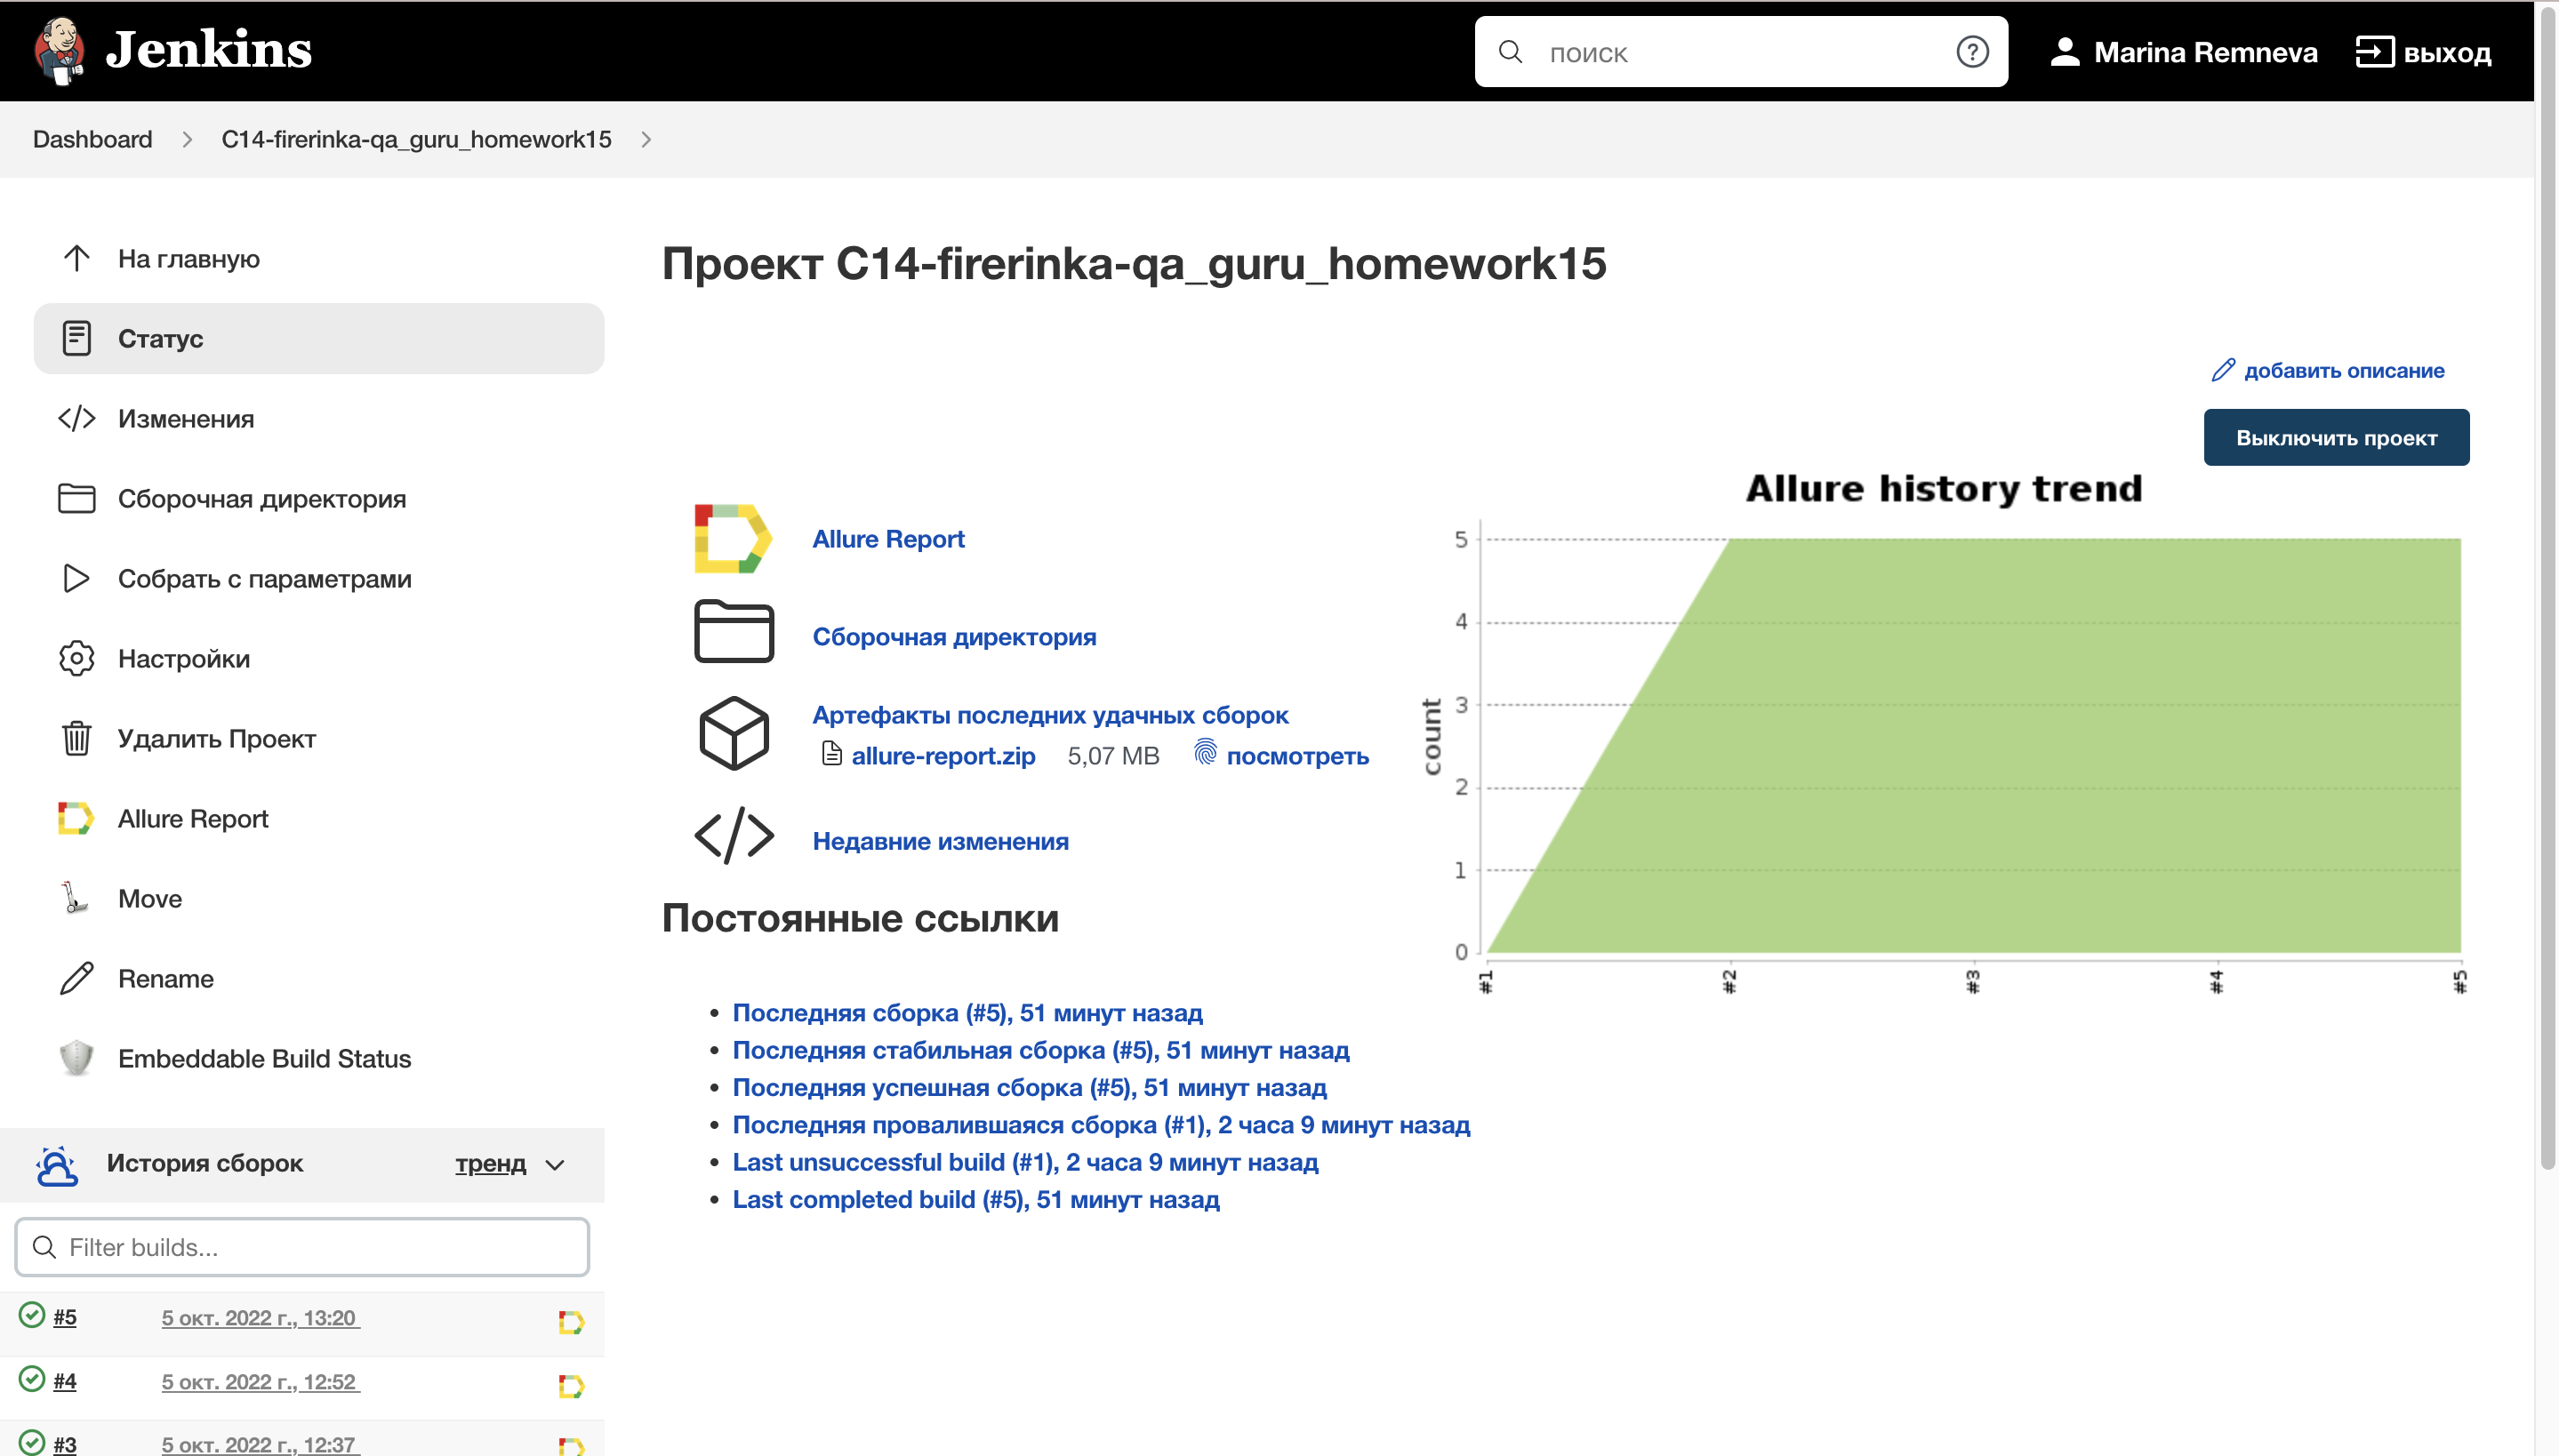 Jenkins
поиск
Marina Remneva
выход
Dashboard
C14-firerinka-qa_guru_homework15
На главную
Статус
Изменения
Сборочная директория
Собрать с параметрами
Настройки
Удалить Проект
Allure Report
Move
Rename
Embeddable Build Status
История сборок
тренд
Filter builds...
#5 5 окт. 2022 г., 13:20
#4 5 окт. 2022 г., 12:52
#3 5 окт. 2022 г., 12:37
Проект C14-firerinka-qa_guru_homework15
добавить описание
Выключить проект
Allure Report
Сборочная директория
Артефакты последних удачных сборок
allure-report.zip 5,07 MB посмотреть
Недавние изменения
Allure history trend
count
5
4
3
2
1
0
#1 #2 #3 #4 #5
Постоянные ссылки
Последняя сборка (#5), 51 минут назад
Последняя стабильная сборка (#5), 51 минут назад
Последняя успешная сборка (#5), 51 минут назад
Последняя провалившаяся сборка (#1), 2 часа 9 минут назад
Last unsuccessful build (#1), 2 часа 9 минут назад
Last completed build (#5), 51 минут назад